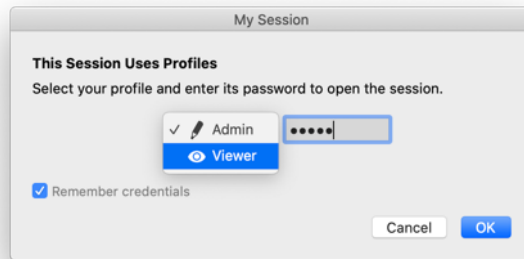 My Session
This Session Uses Profiles
Select your profile and enter its password to open the session.
Admin
Viewer
Remember credentials
Cancel OK